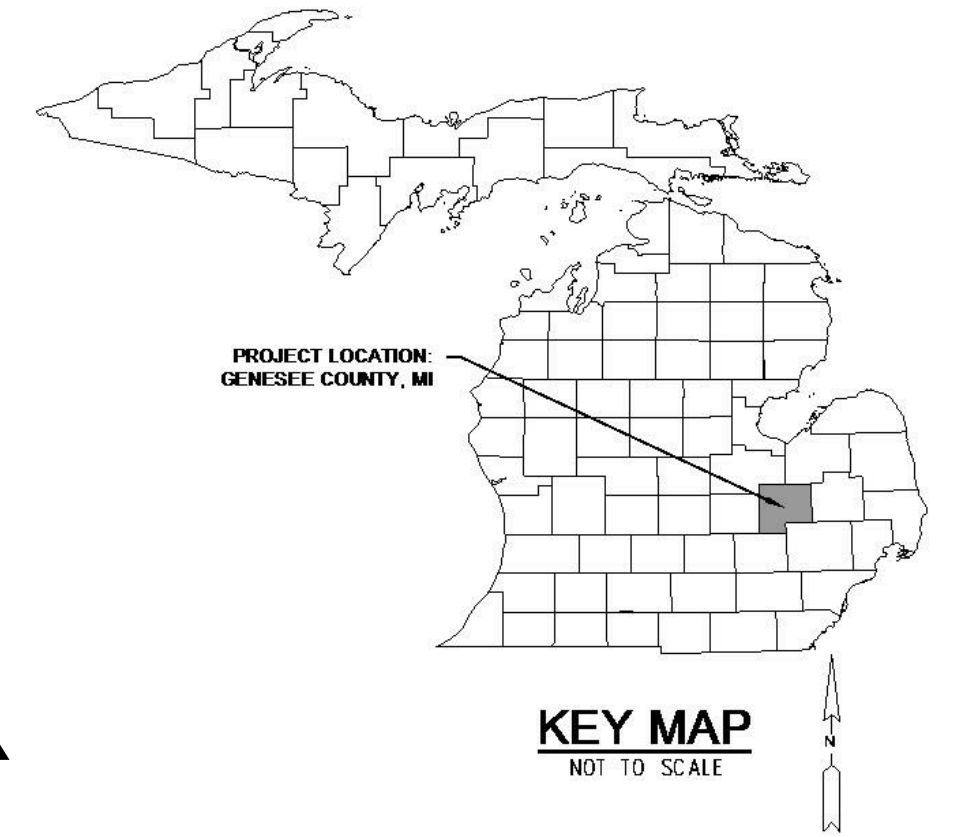 PROJECT LOCATION:
GENESEE COUNTY, MI
KEY MAP
NOT TO SCALE
N